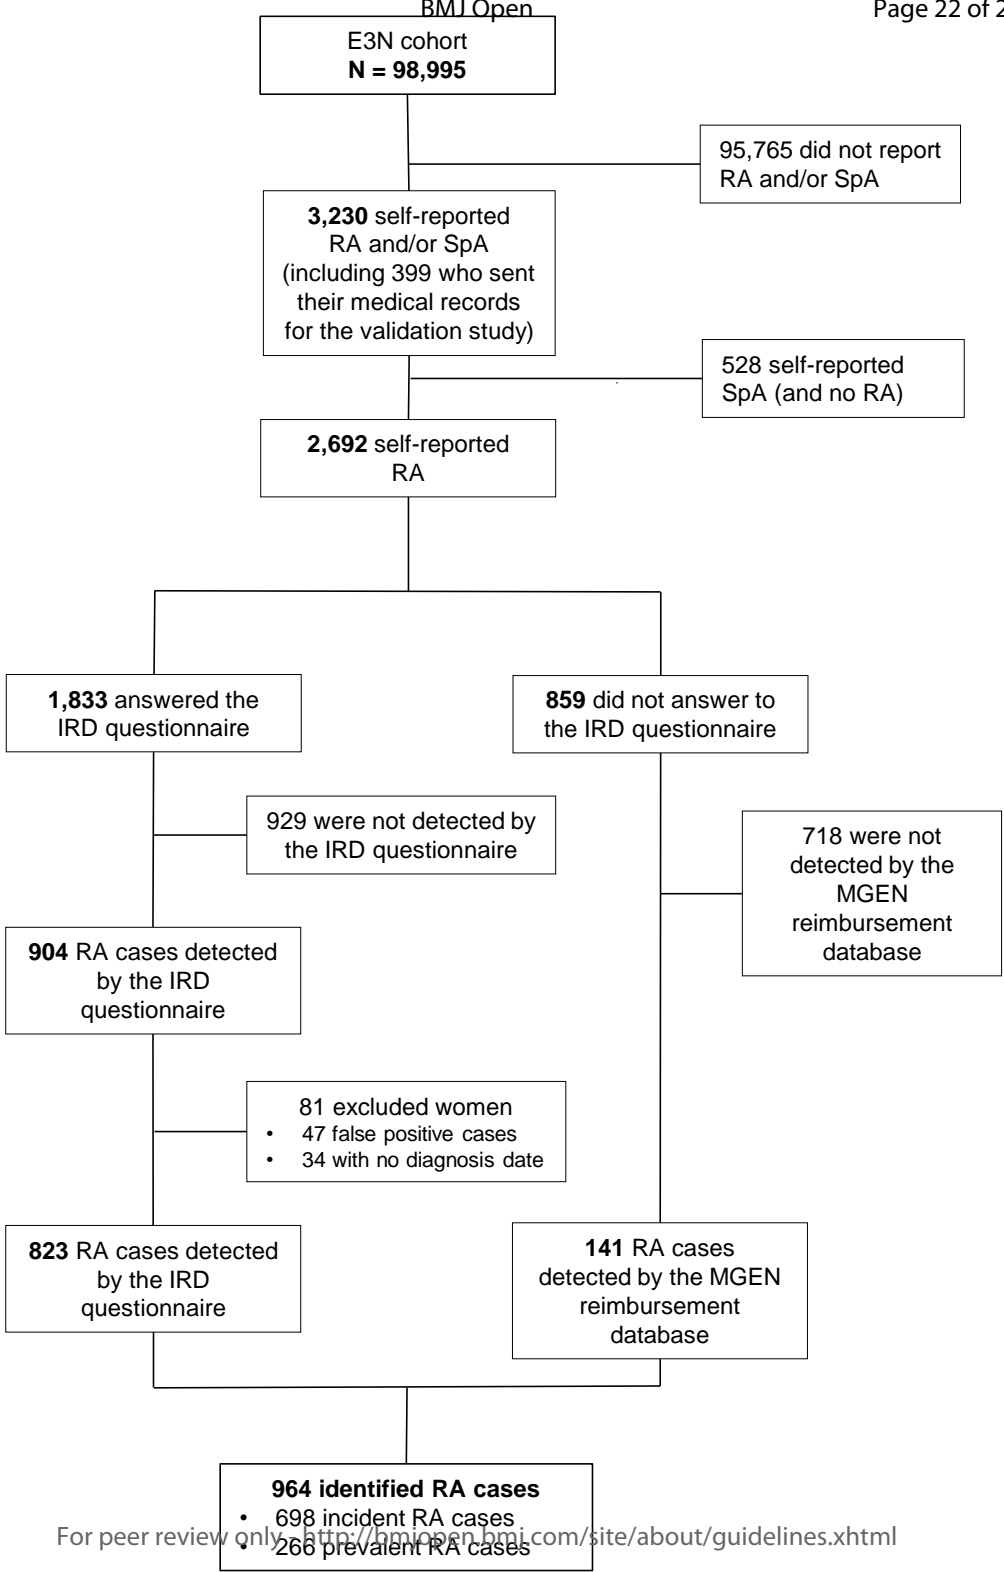 BMJ Open
Page 22 of 2
E3N cohort
N = 98,995
95,765 did not report
RA and/or SpA
3,230 self-reported
RA and/or SpA
(including 399 who sent
their medical records
for the validation study)
528 self-reported
SpA (and no RA)
2,692 self-reported
RA
1,833 answered the
IRD questionnaire
859 did not answer to
the IRD questionnaire
929 were not detected by
the IRD questionnaire
718 were not
detected by the
MGEN
reimbursement
database
904 RA cases detected
by the IRD
questionnaire
81 excluded women
• 47 false positive cases
• 34 with no diagnosis date
823 RA cases detected
by the IRD
questionnaire
141 RA cases
detected by the MGEN
reimbursement
database
964 identified RA cases
• 698 incident RA cases
• 266 prevalent RA cases
For peer review only - http://bmjopen.bmj.com/site/about/guidelines.xhtml